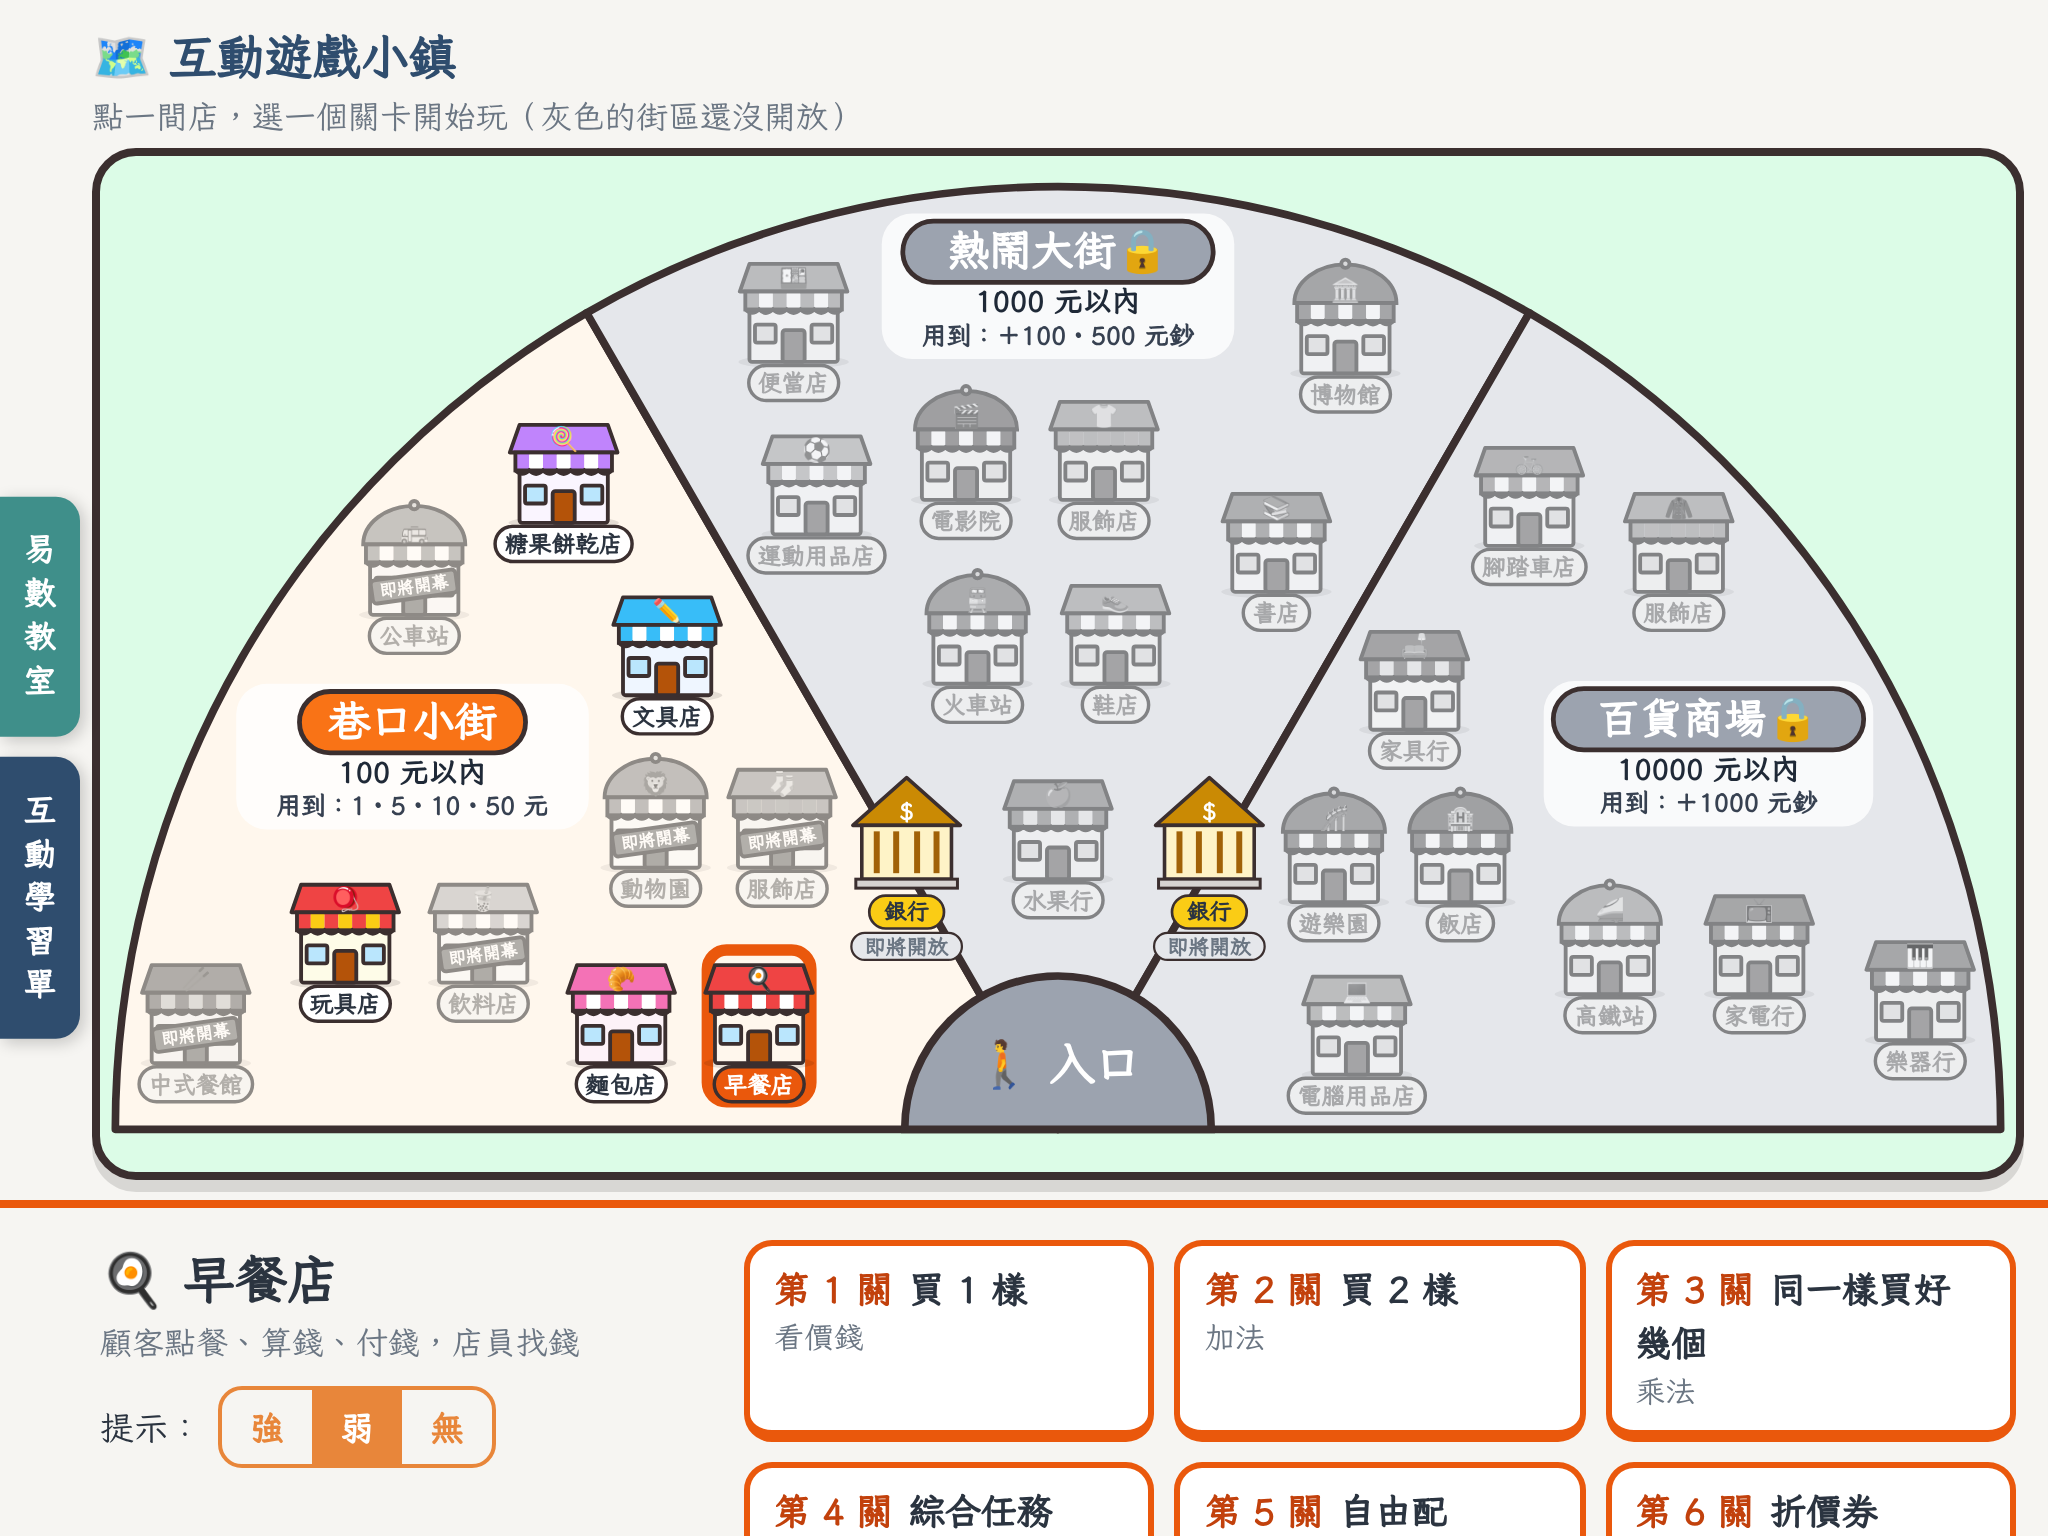 互動遊戲小鎮
點一間店，選一個關卡開始玩（灰色的街區還沒開放）
易數教室
互動學習單
熱鬧大街
1000 元以內
用到：＋100・500 元鈔
便當店
博物館
運動用品店
電影院
服飾店
書店
火車站
鞋店
水果行
糖果餅乾店
即將開幕
公車站
文具店
巷口小街
100 元以內
用到：1・5・10・50 元
即將開幕
動物園
即將開幕
服飾店
玩具店
即將開幕
飲料店
即將開幕
中式餐館
麵包店
早餐店
$
銀行
即將開放
$
銀行
即將開放
入口
腳踏車店
服飾店
家具行
百貨商場
10000 元以內
用到：＋1000 元鈔
遊樂園
H
飯店
高鐵站
家電行
樂器行
電腦用品店
早餐店
顧客點餐、算錢、付錢，店員找錢
提示：
強 弱 無
第 1 關 買 1 樣
看價錢
第 2 關 買 2 樣
加法
第 3 關 同一樣買好
幾個
乘法
第 4 關 綜合任務
第 5 關 自由配
第 6 關 折價券